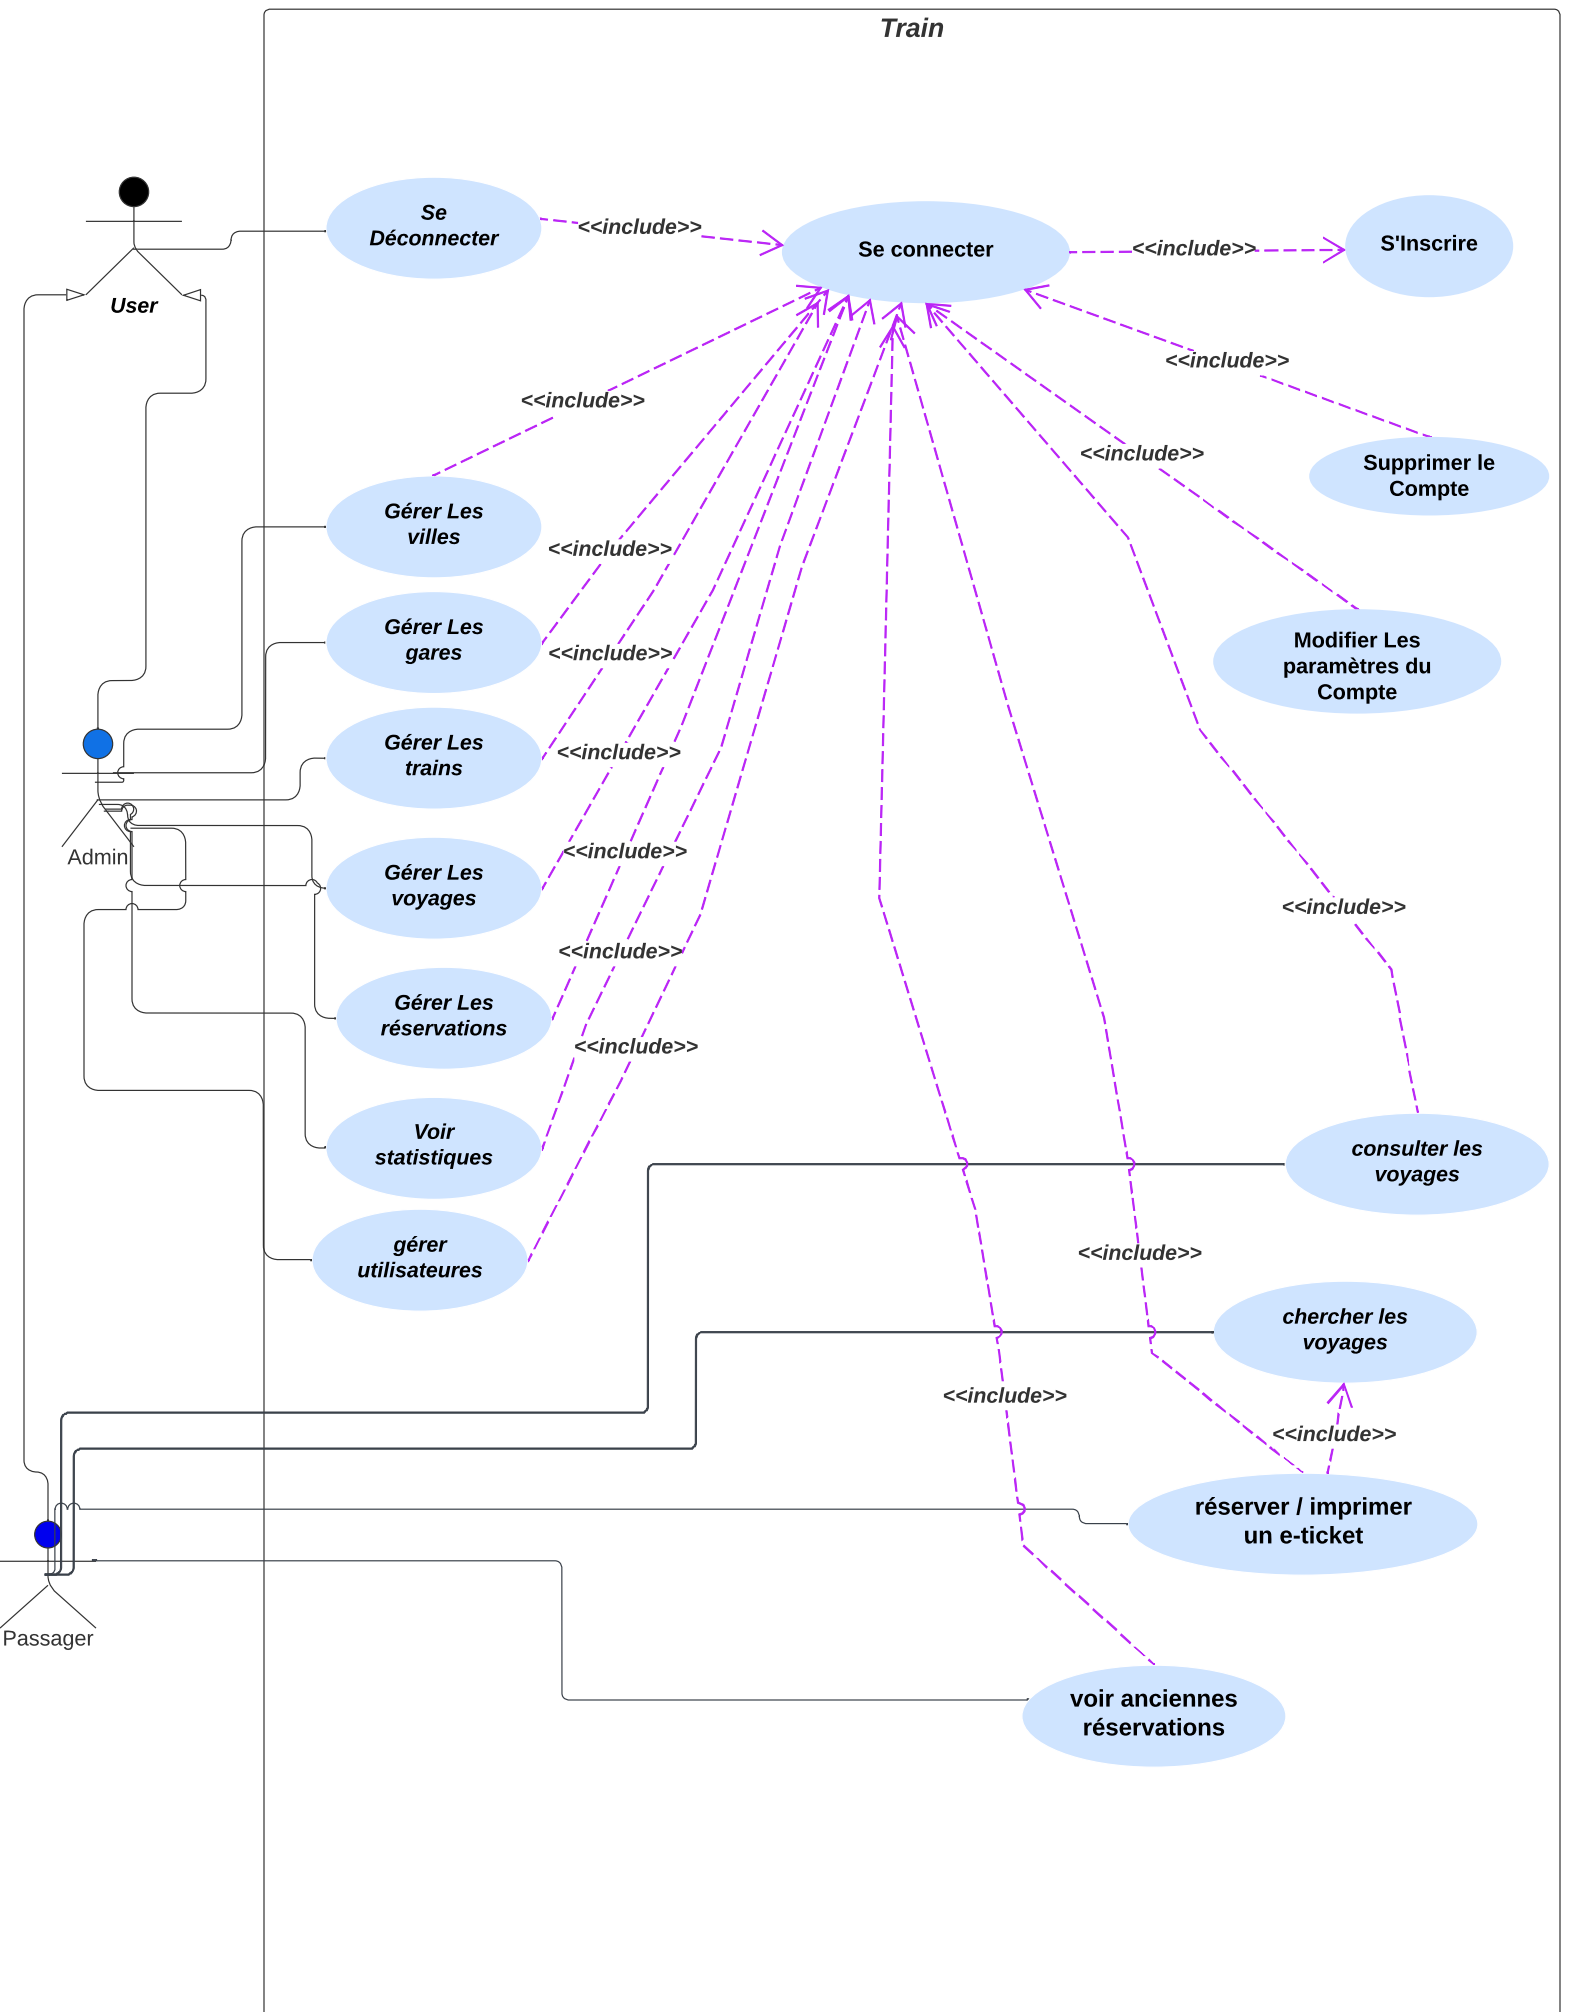 Train
Se
Déconnecter
<<include>>
Se connecter
<<include>>
S'Inscrire
User
<<include>>
Supprimer le
Compte
<<include>>
<<include>>
Gérer Les
villes
<<include>>
Gérer Les
gares
<<include>>
Modifier Les
paramètres du
Compte
Gérer Les
trains
<<include>>
Admin
Gérer Les
voyages
<<include>>
<<include>>
<<include>>
Gérer Les
réservations
<<include>>
Voir
statistiques
consulter les
voyages
gérer
utilisateures
<<include>>
chercher les
voyages
<<include>>
<<include>>
réserver / imprimer
un e-ticket
Passager
voir anciennes
réservations